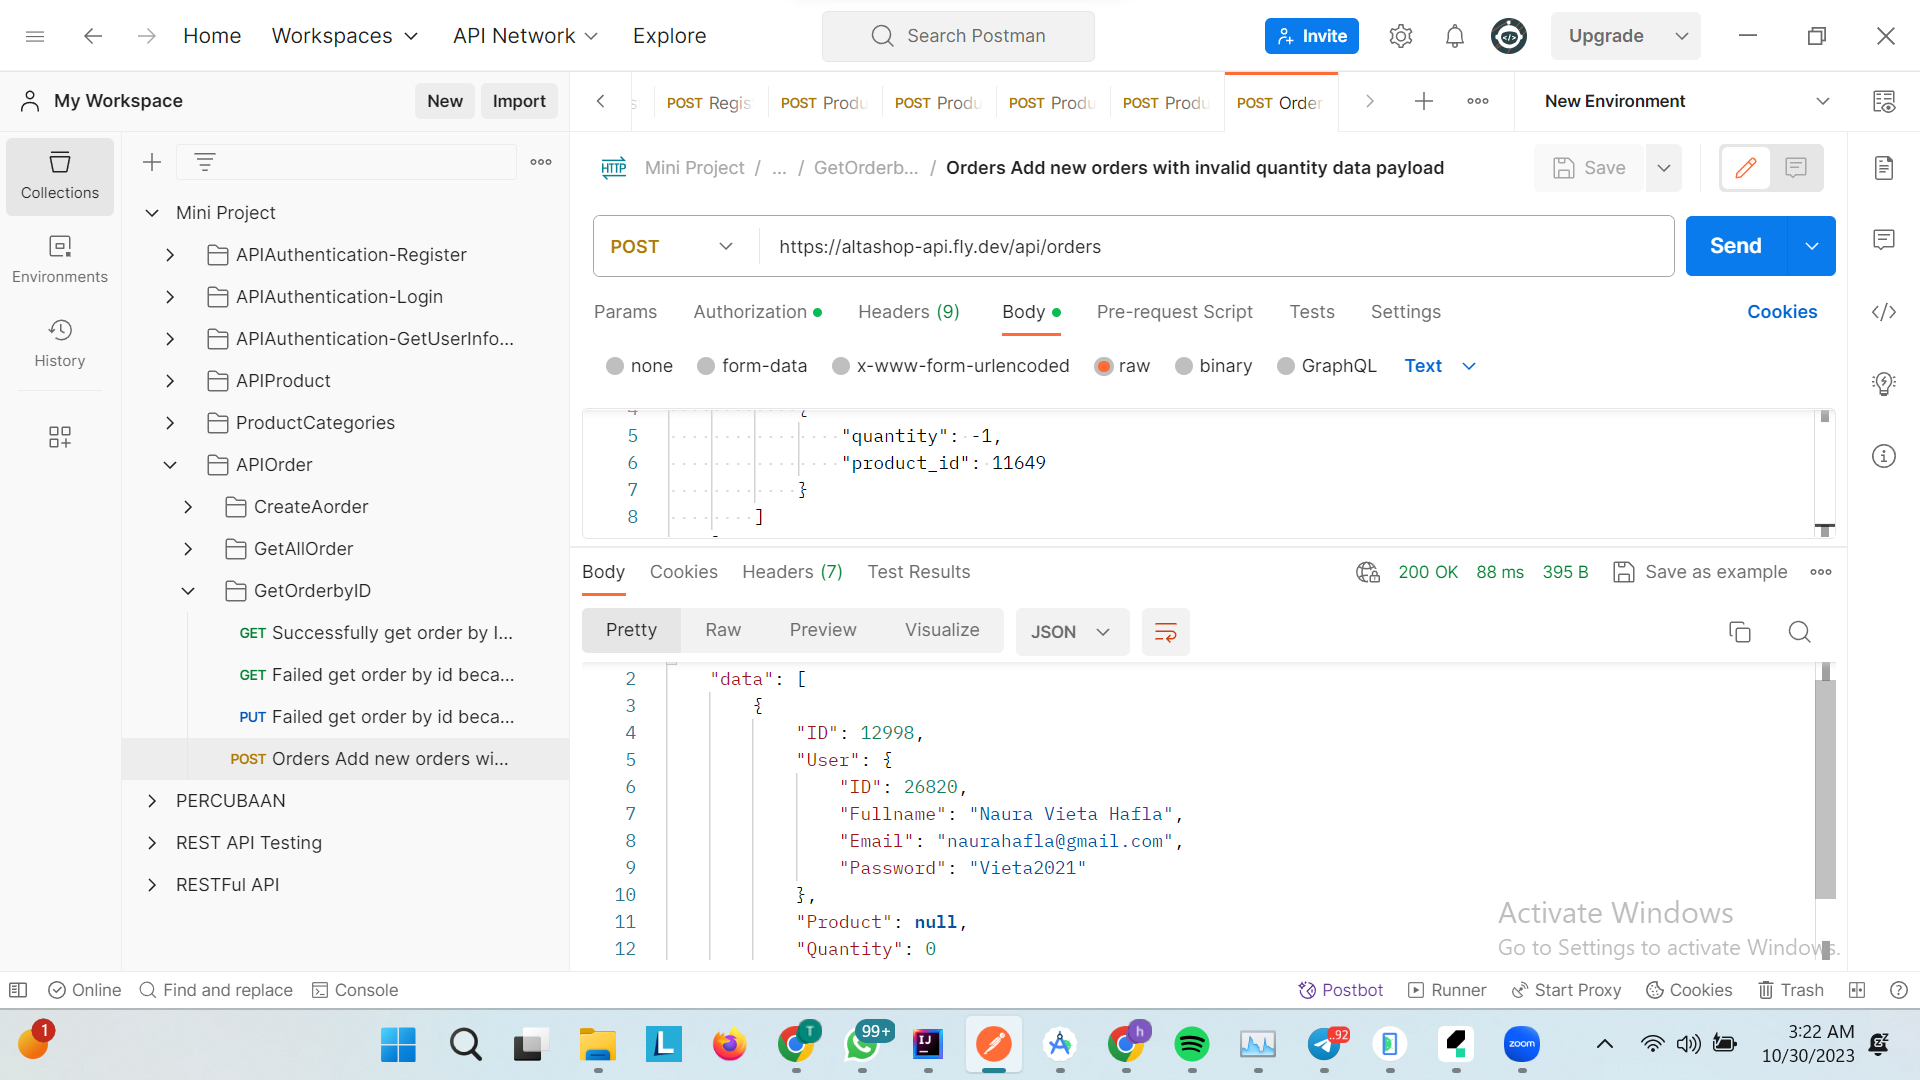 Home Workspaces API Network Explore Search Postman Invite Upgrade
My Workspace New Import
POST Regis POST Produ POST Produ POST Produ POST Produ POST Order New Environment
Collections
Environments
History
Mini Project
APIAuthentication-Register
APIAuthentication-Login
APIAuthentication-GetUserInfo...
APIProduct
ProductCategories
APIOrder
CreateAorder
GetAllOrder
GetOrderbyID
GET Successfully get order by I...
GET Failed get order by id beca...
PUT Failed get order by id beca...
POST Orders Add new orders wi...
PERCUBAAN
REST API Testing
RESTFul API
HTTP Mini Project / ... / GetOrderb... / Orders Add new orders with invalid quantity data payload Save
POST https://altashop-api.fly.dev/api/orders Send
Params Authorization Headers (9) Body Pre-request Script Tests Settings Cookies
none form-data x-www-form-urlencoded raw binary GraphQL Text
4 {
5 "quantity": -1,
6 "product_id": 11649
7 }
8 ]
Body Cookies Headers (7) Test Results 200 OK 88 ms 395 B Save as example
Pretty Raw Preview Visualize JSON
2 "data": [
3 {
4 "ID": 12998,
5 "User": {
6 "ID": 26820,
7 "Fullname": "Naura Vieta Hafla",
8 "Email": "naurahafla@gmail.com",
9 "Password": "Vieta2021"
10 },
11 "Product": null,
12 "Quantity": 0
Activate Windows
Go to Settings to activate Windows.
Online Find and replace Console Postbot Runner Start Proxy Cookies Trash
1 L T 99+ IJ h ..92 zoom
3:22 AM
10/30/2023